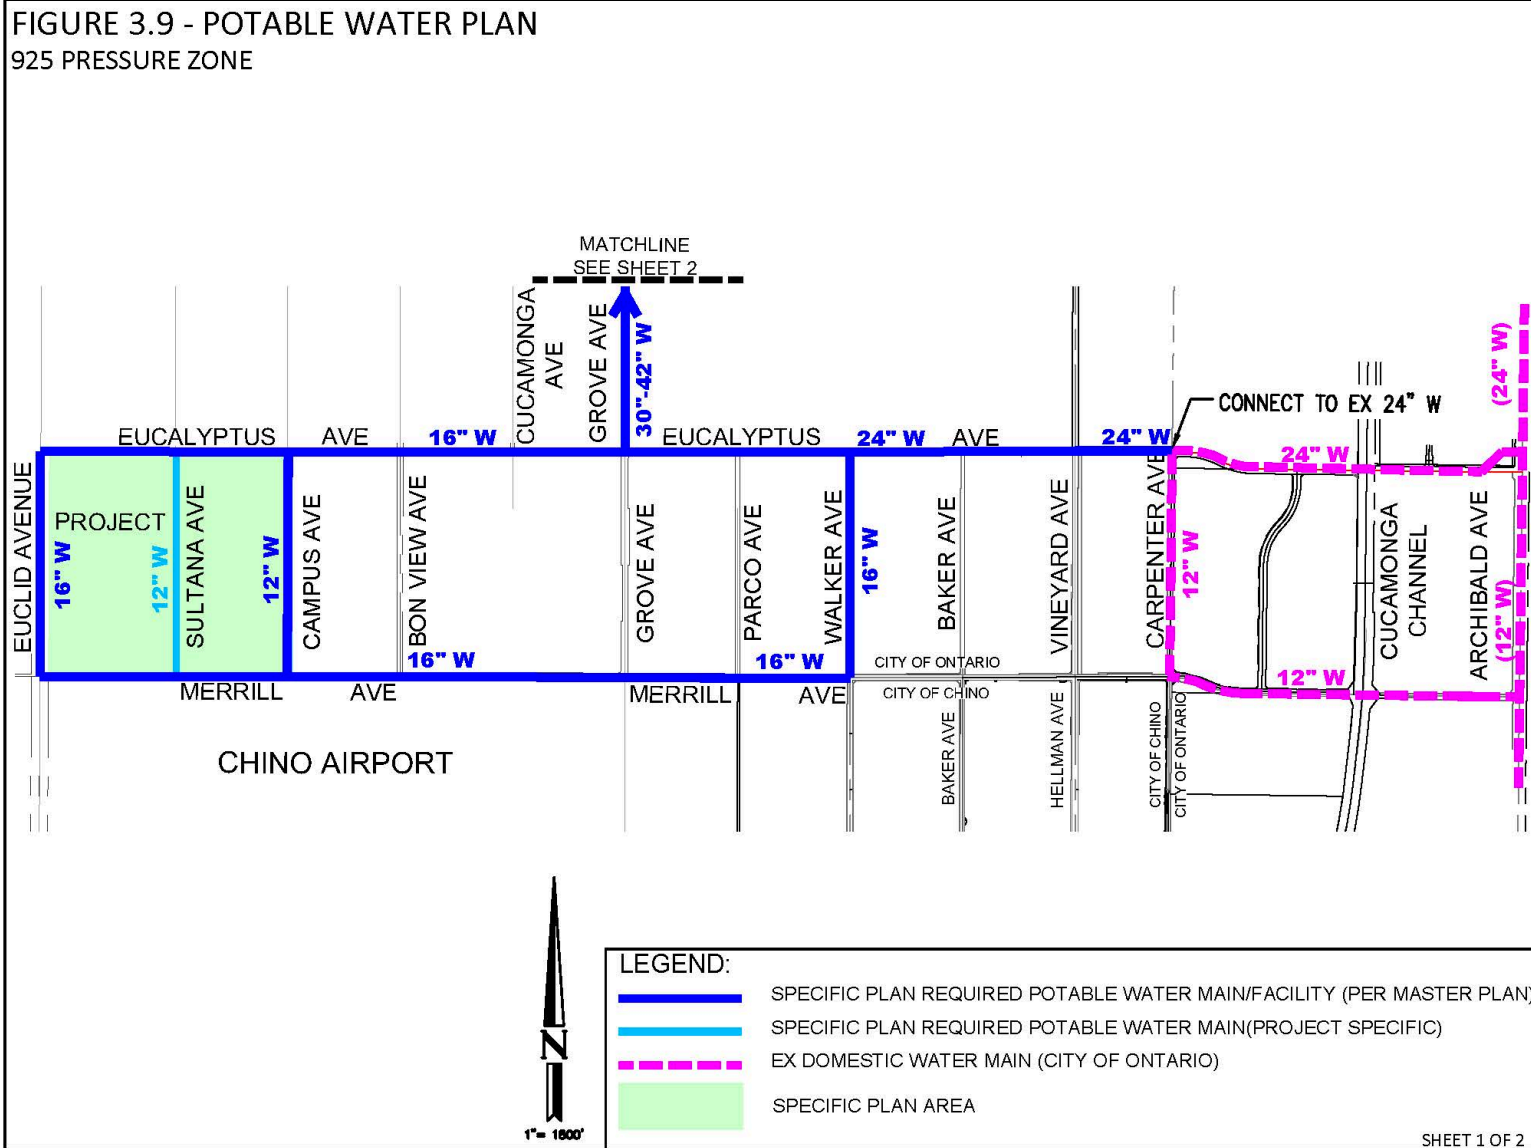 FIGURE 3.9 - POTABLE WATER PLAN
925 PRESSURE ZONE
MATCHLINE
SEE SHEET 2
CUCAMONGA
AVE
GROVE AVE
30"-42" W
(24" W)
CONNECT TO EX 24" W
EUCALYPTUS
AVE
16" W
EUCALYPTUS
24" W
AVE
24" W
24" W
EUCLID AVENUE
PROJECT
16" W
12" W
SULTANA AVE
12" W
CAMPUS AVE
BON VIEW AVE
GROVE AVE
PARCO AVE
WALKER AVE
16" W
BAKER AVE
VINEYARD AVE
CARPENTER AVE
12" W
CUCAMONGA
CHANNEL
ARCHIBALD AVE
(12" W)
16" W
16" W
CITY OF ONTARIO
CITY OF CHINO
12" W
MERRILL
AVE
MERRILL
AVE
BAKER AVE
HELLMAN AVE
CITY OF CHINO
CITY OF ONTARIO
CHINO AIRPORT
N
1"= 1600'
LEGEND:
SPECIFIC PLAN REQUIRED POTABLE WATER MAIN/FACILITY (PER MASTER PLAN)
SPECIFIC PLAN REQUIRED POTABLE WATER MAIN(PROJECT SPECIFIC)
EX DOMESTIC WATER MAIN (CITY OF ONTARIO)
SPECIFIC PLAN AREA
SHEET 1 OF 2